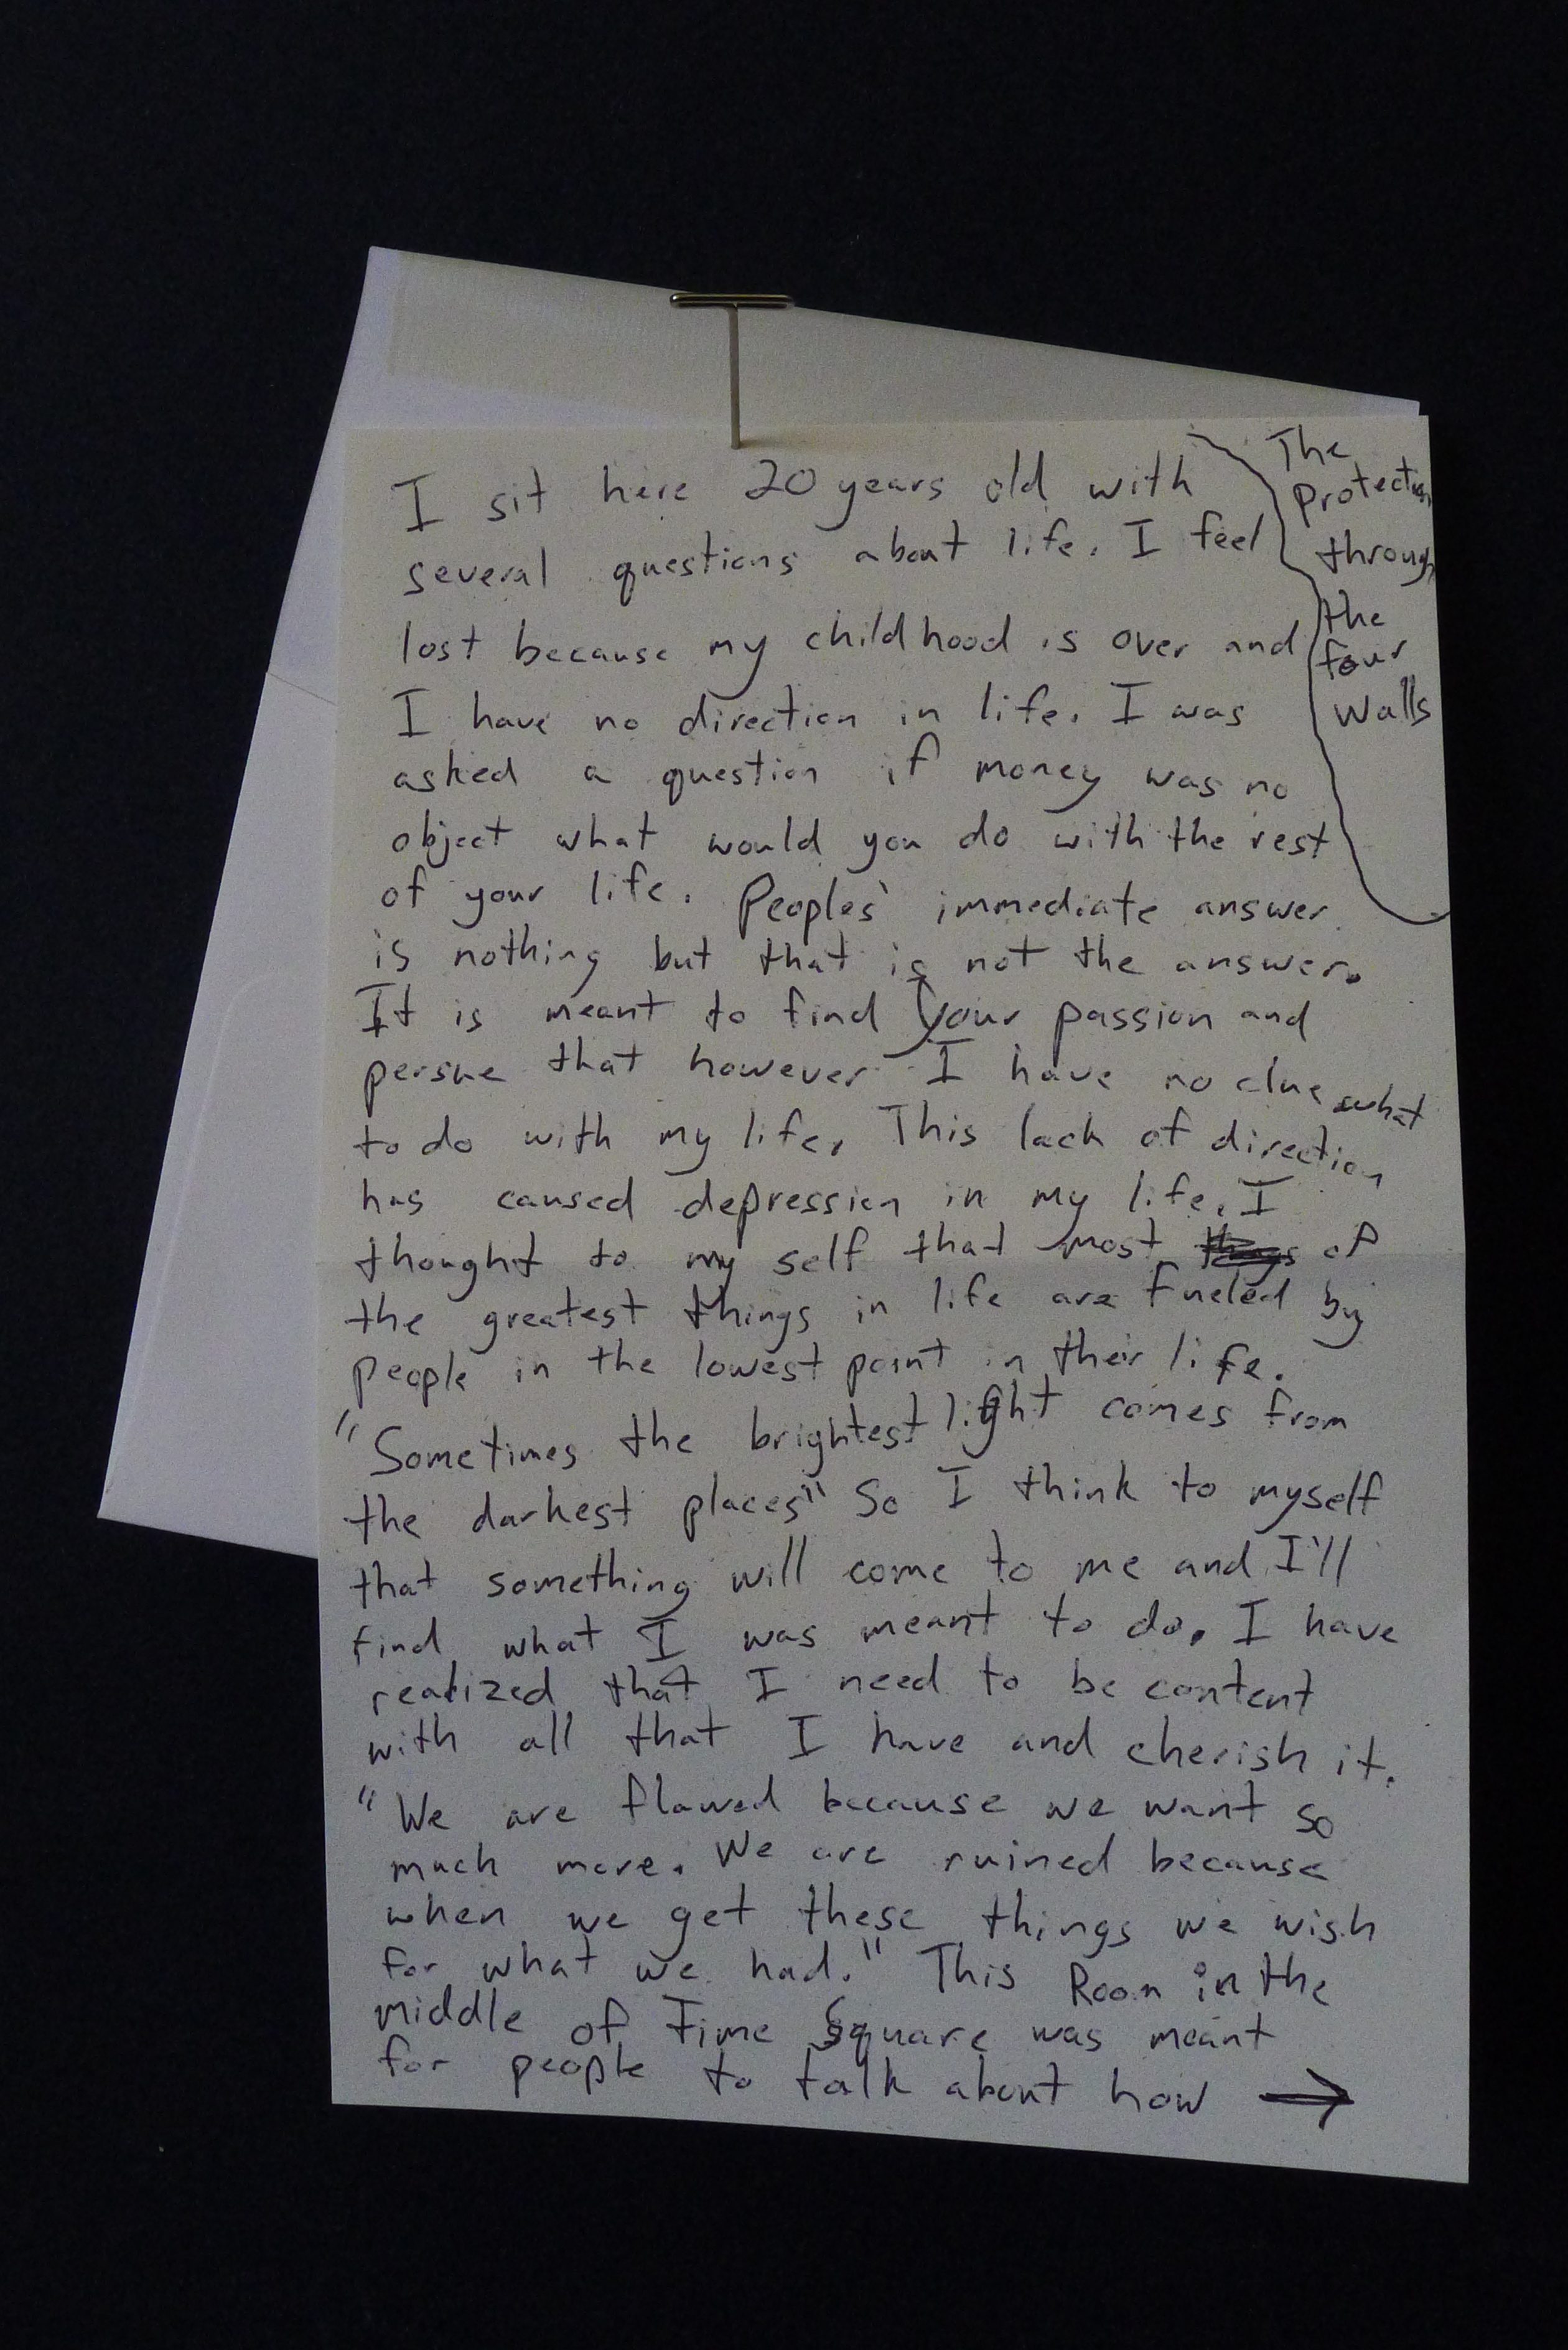 The
protection
through
the
four
walls
I sit here 20 years old with
several questions about life. I feel
lost because my childhood is over and
I have no direction in life. I was
asked a question if money was no
object what would you do with the rest
of your life. Peoples' immediate answer
is nothing but that is not the answer.
It is meant to find your passion and
persue that however I have no clue what
to do with my life. This lack of direction
has caused depression in my life. I
thought to my self that most of
the greatest things in life are fueled by
people in the lowest point in their life.
"Sometimes the brightest light comes from
the darkest places" So I think to myself
that something will come to me and I'll
find what I was meant to do. I have
realized that I need to be content
with all that I have and cherish it.
"We are flawed because we want so
much more. We are ruined because
when we get these things we wish
for what we had." This Room in the
middle of Time Square was meant
for people to talk about how →